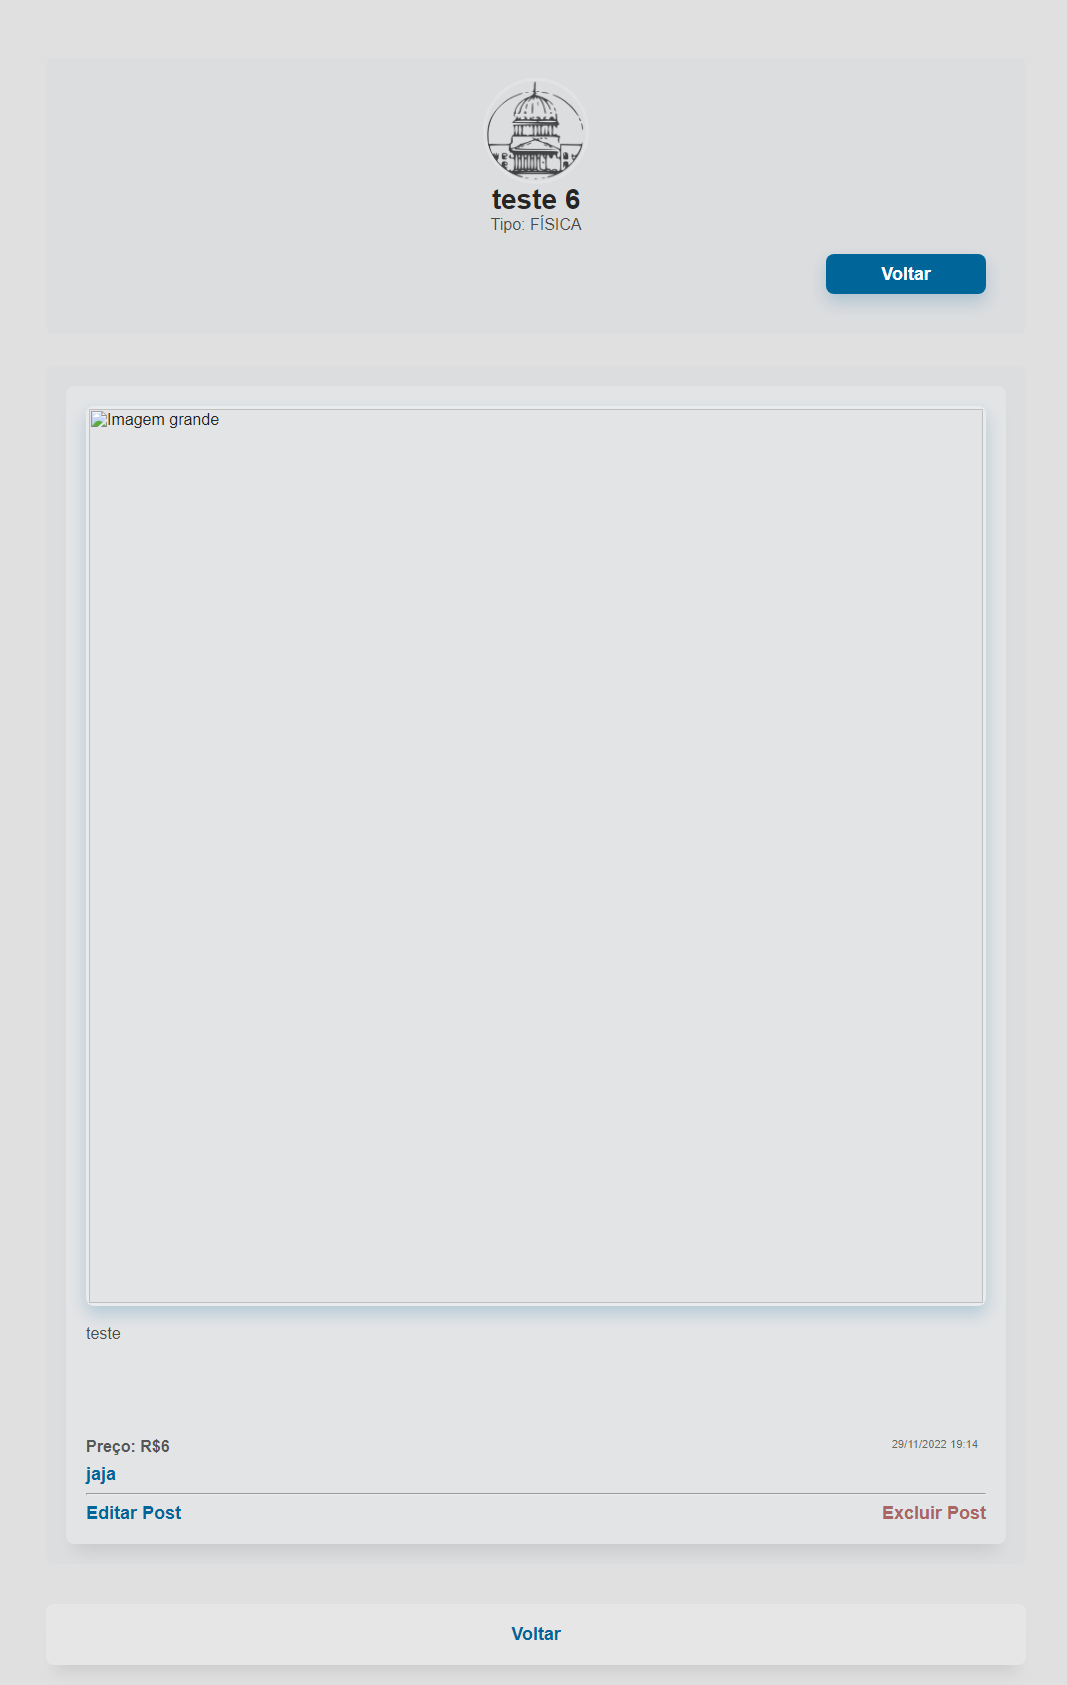 teste 6
Tipo: FÍSICA
Voltar
Imagem grande
teste
Preço: R$6
29/11/2022 19:14
jaja
Editar Post
Excluir Post
Voltar